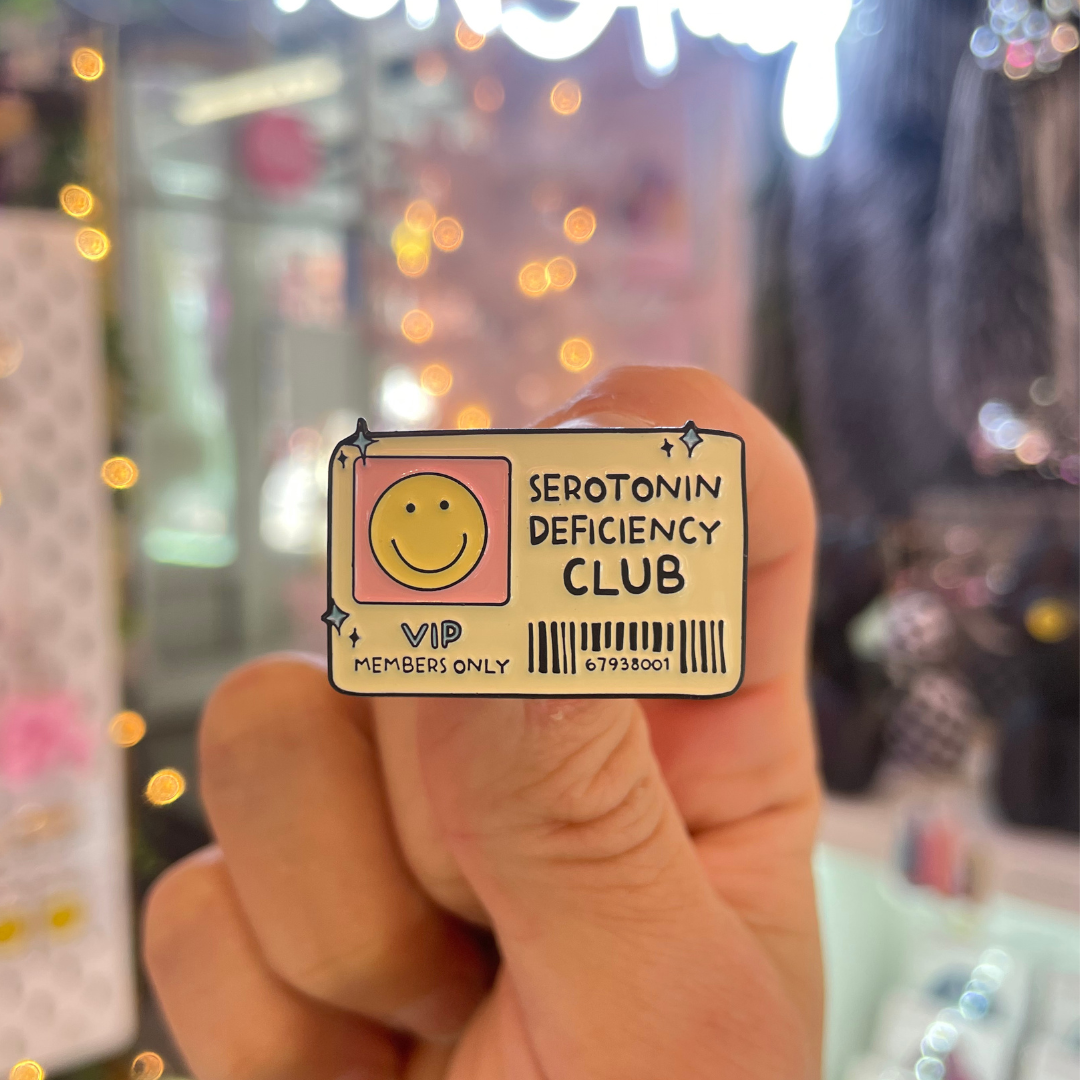 SEROTONIN
DEFICIENCY
CLUB
VIP
MEMBERS ONLY
67938001